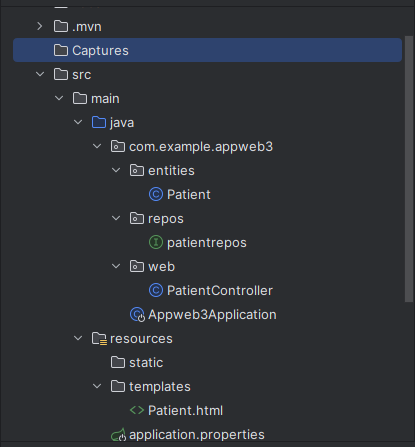 .mvn
Captures
src
main
java
com.example.appweb3
entities
Patient
repos
patientrepos
web
PatientController
Appweb3Application
resources
static
templates
Patient.html
application.properties